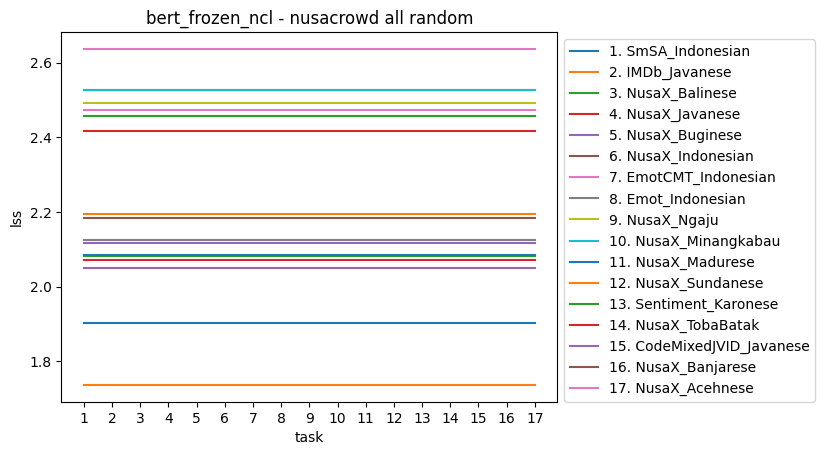 bert_frozen_ncl - nusacrowd all random
lss
2.6
2.4
2.2
2.0
1.8
1 2 3 4 5 6 7 8 9 10 11 12 13 14 15 16 17
task
1. SmSA_Indonesian
2. IMDb_Javanese
3. NusaX_Balinese
4. NusaX_Javanese
5. NusaX_Buginese
6. NusaX_Indonesian
7. EmotCMT_Indonesian
8. Emot_Indonesian
9. NusaX_Ngaju
10. NusaX_Minangkabau
11. NusaX_Madurese
12. NusaX_Sundanese
13. Sentiment_Karonese
14. NusaX_TobaBatak
15. CodeMixedJVID_Javanese
16. NusaX_Banjarese
17. NusaX_Acehnese